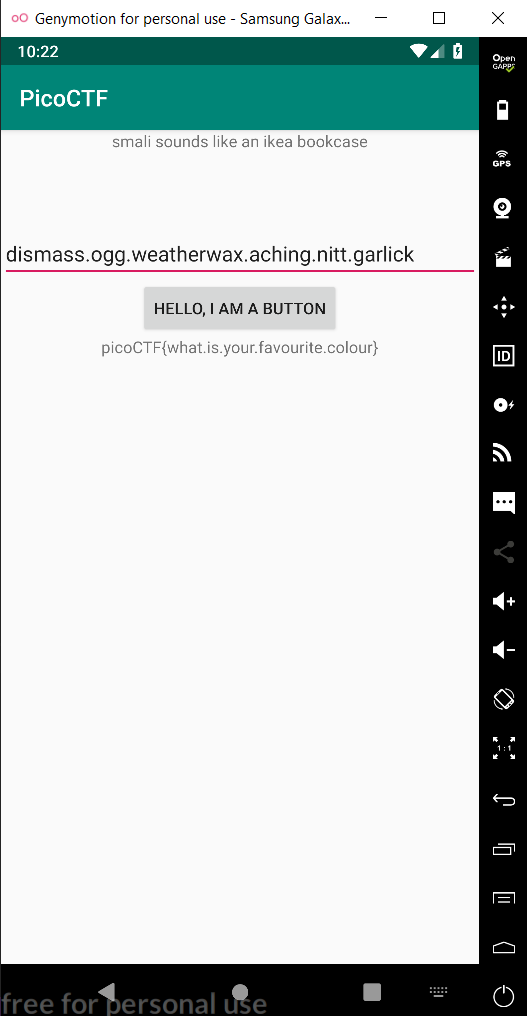 Genymotion for personal use - Samsung Galax...
Open
GAPPS
10:22
PicoCTF
GPS
smali sounds like an ikea bookcase
dismass.ogg.weatherwax.aching.nitt.garlick
HELLO, I AM A BUTTON
picoCTF{what.is.your.favourite.colour}
ID
1:1
free for personal use